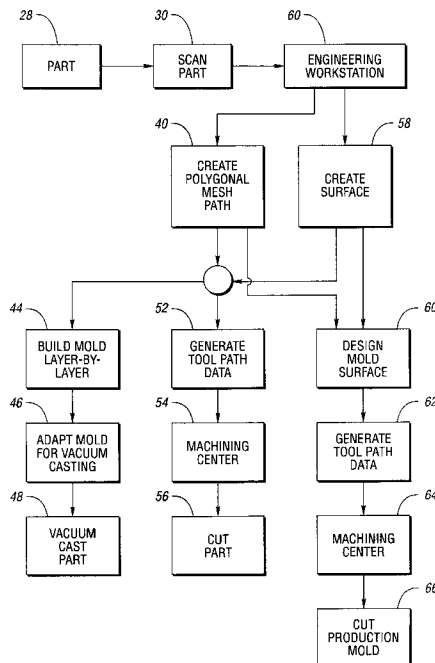 28
30
60
PART
SCAN
PART
ENGINEERING
WORKSTATION
40
58
CREATE
POLYGONAL
MESH
PATH
CREATE
SURFACE
44
52
60
BUILD MOLD
LAYER-BY-
LAYER
GENERATE
TOOL PATH
DATA
DESIGN
MOLD
SURFACE
46
54
62
ADAPT MOLD
FOR VACUUM
CASTING
MACHINING
CENTER
GENERATE
TOOL PATH
DATA
48
56
64
VACUUM
CAST
PART
CUT
PART
MACHINING
CENTER
66
CUT
PRODUCTION
MOLD